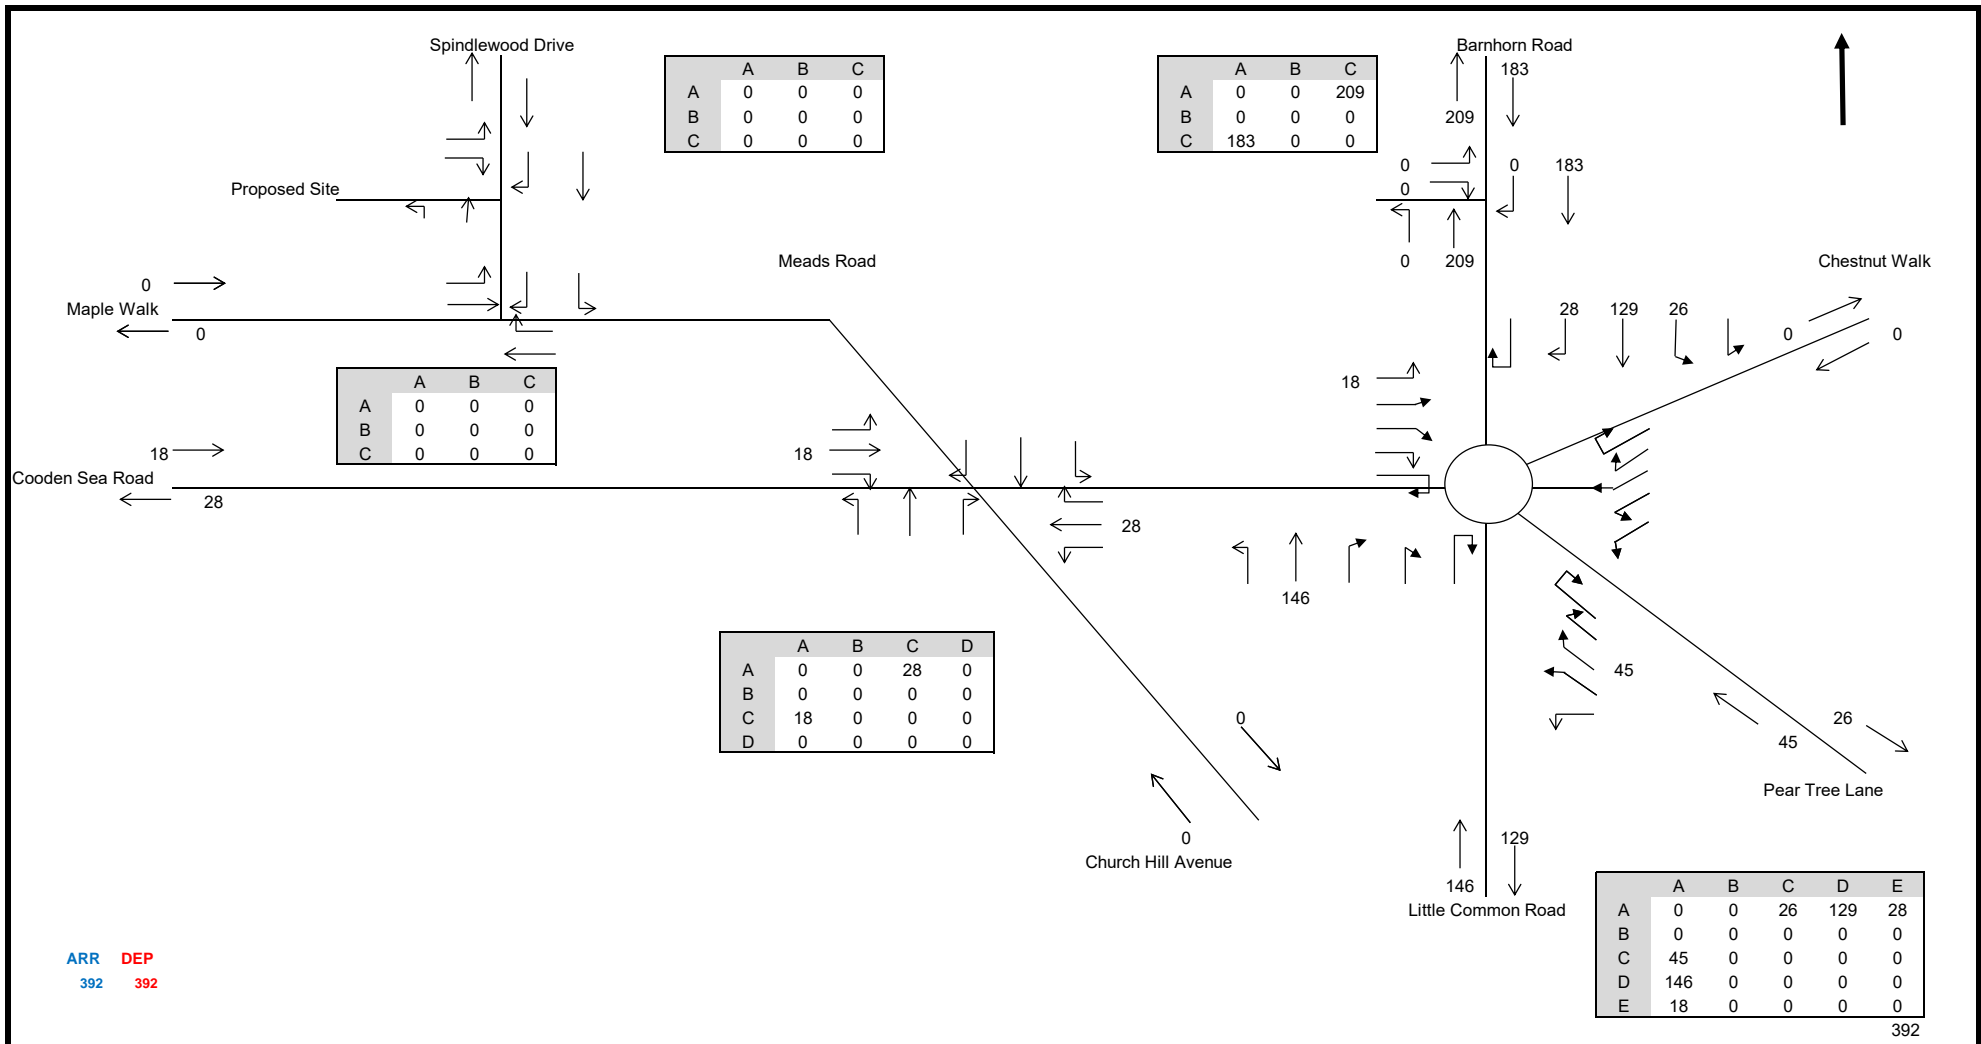 Spindlewood Drive
A B C
A 0 0 0
B 0 0 0
C 0 0 0
A B C
A 0 0 209
B 0 0 0
C 183 0 0
Barnhorn Road
183
209
0 0 183
0
0 209
Proposed Site
Meads Road
Chestnut Walk
0
Maple Walk
0
28 129 26
0 0
A B C
A 0 0 0
B 0 0 0
C 0 0 0
18
18
18
Cooden Sea Road
28
28
146
A B C D
A 0 0 28 0
B 0 0 0 0
C 18 0 0 0
D 0 0 0 0
45
0
26
45
Pear Tree Lane
0
Church Hill Avenue
129
146
Little Common Road
A B C D E
A 0 0 26 129 28
B 0 0 0 0 0
C 45 0 0 0 0
D 146 0 0 0 0
E 18 0 0 0 0
392
ARR DEP
392 392